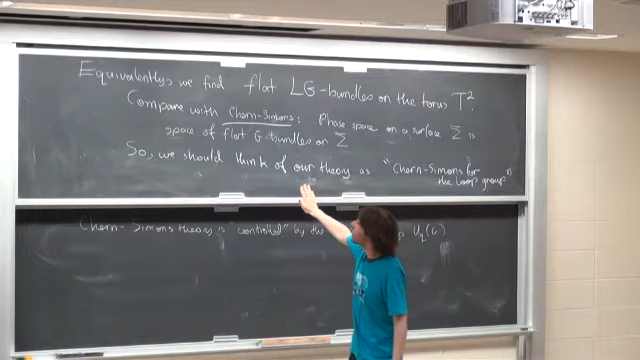 Equivalently we find flat LG-bundles on the torus T².
Compare with Chern-Simons: Phase space on a surface Σ is
space of flat G-bundles on Σ
So, we should think of our theory as "Chern-Simons for
the loop group"
Chern-Simons theory is "controlled" by the U_q(G)